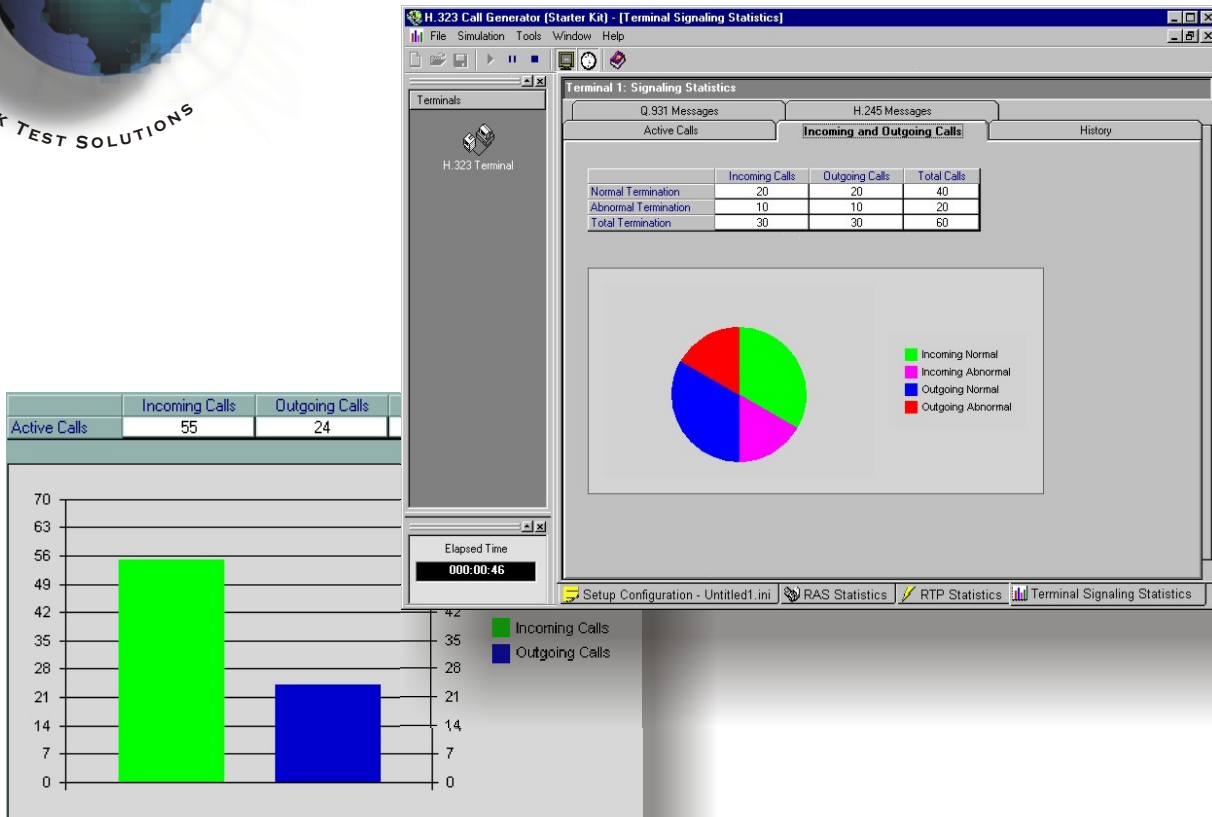 TEST SOLUTIONS
H.323 Call Generator (Starter Kit) - [Terminal Signaling Statistics]
File Simulation Tools Window Help
Terminals
H.323 Terminal
Terminal 1: Signaling Statistics
Q.931 Messages H.245 Messages
Active Calls Incoming and Outgoing Calls History
Incoming Calls Outgoing Calls Total Calls
Normal Termination 20 20 40
Abnormal Termination 10 10 20
Total Termination 30 30 60
Incoming Normal
Incoming Abnormal
Outgoing Normal
Outgoing Abnormal
Elapsed Time
000:00:46
Setup Configuration - Untitled1.ini RAS Statistics RTP Statistics Terminal Signaling Statistics
Incoming Calls Outgoing Calls
Active Calls 55 24
70
63
56
49
42 42
35 35
28 28
21 21
14 14
7 7
0 0
Incoming Calls
Outgoing Calls